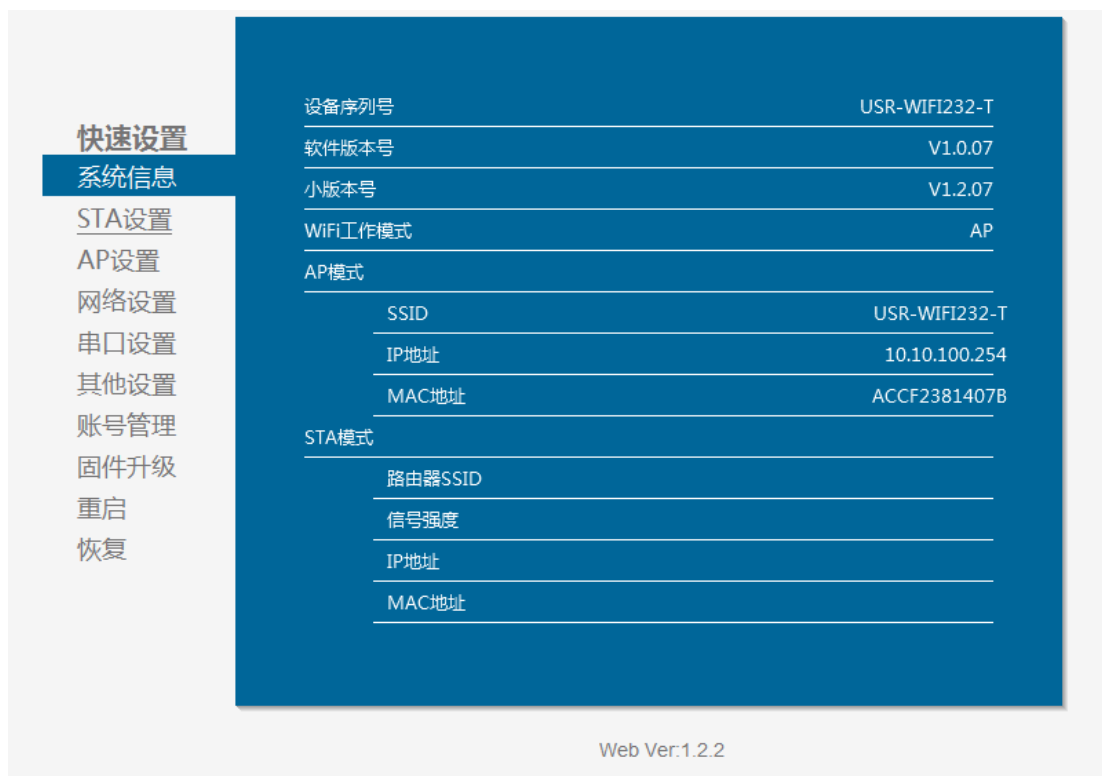 快速设置
系统信息
STA设置
AP设置
网络设置
串口设置
其他设置
账号管理
固件升级
重启
恢复
设备序列号 USR-WIFI232-T
软件版本号 V1.0.07
小版本号 V1.2.07
WiFi工作模式 AP
AP模式
SSID USR-WIFI232-T
IP地址 10.10.100.254
MAC地址 ACCF2381407B
STA模式
路由器SSID
信号强度
IP地址
MAC地址
Web Ver:1.2.2